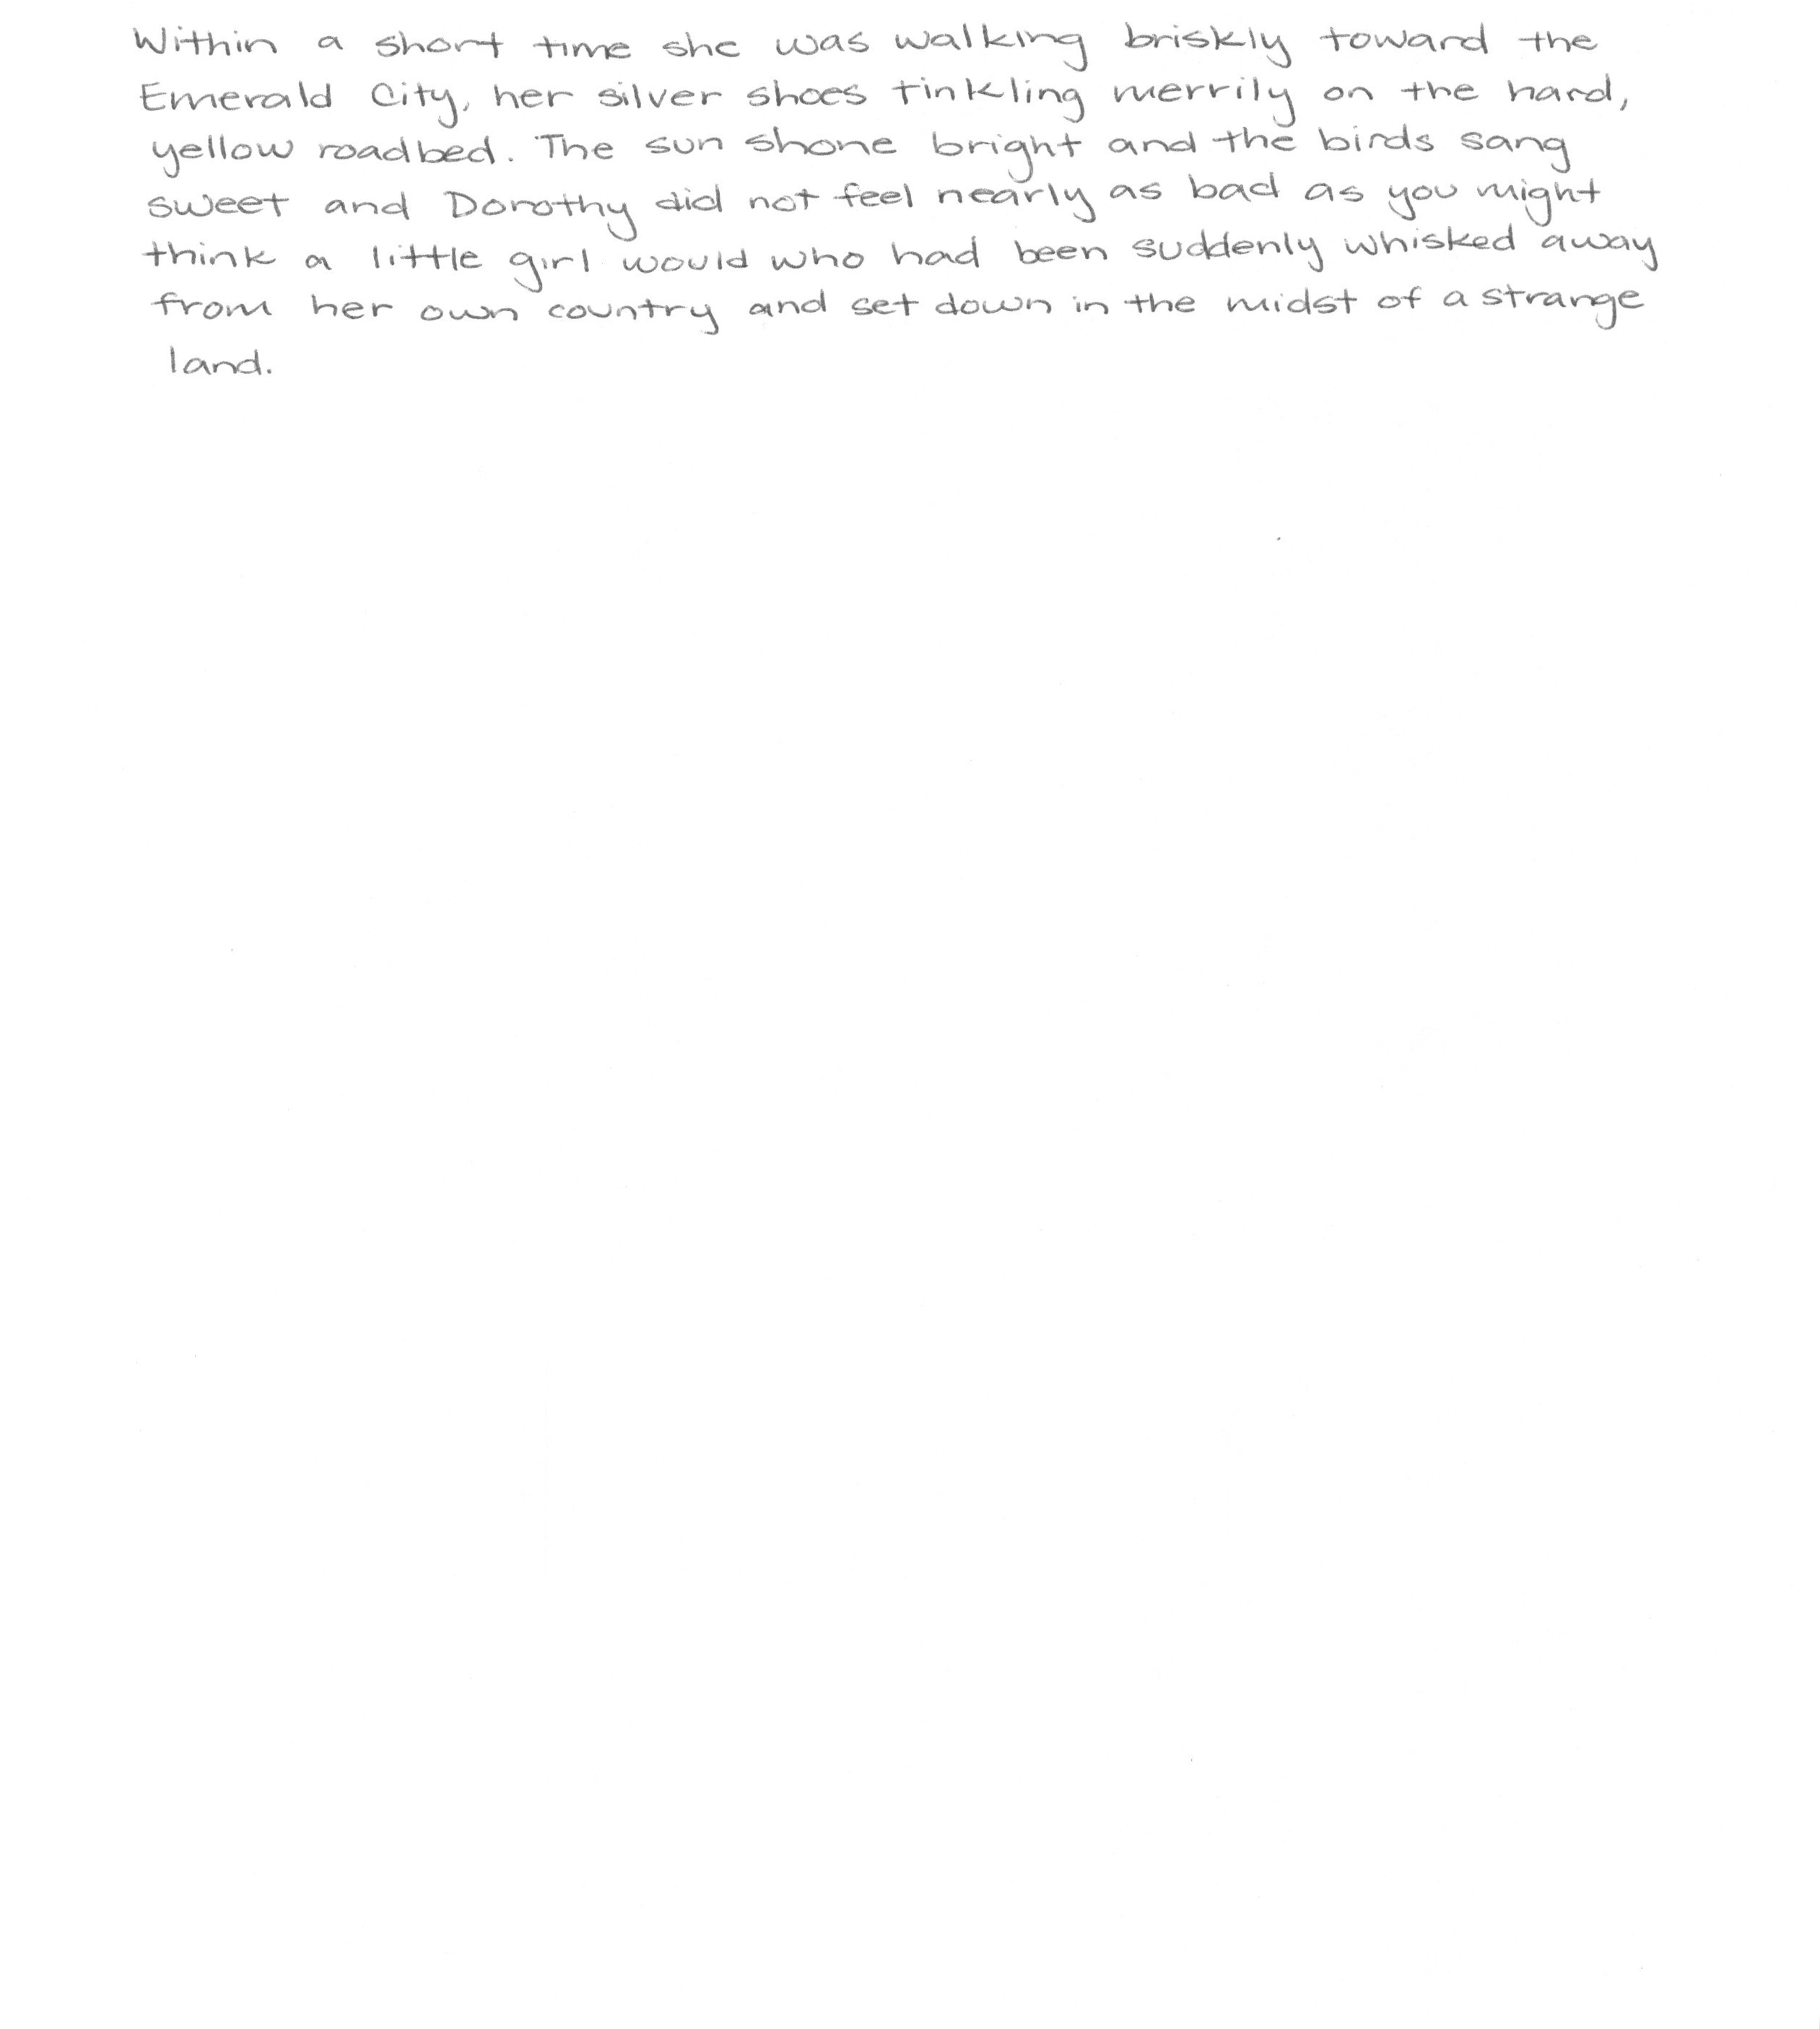 Within a short time she was walking briskly toward the
Emerald City, her silver shoes tinkling merrily on the hard,
yellow roadbed. The sun shone bright and the birds sang
sweet and Dorothy did not feel nearly as bad as you might
think a little girl would who had been suddenly whisked away
from her own country and set down in the midst of a strange
land.